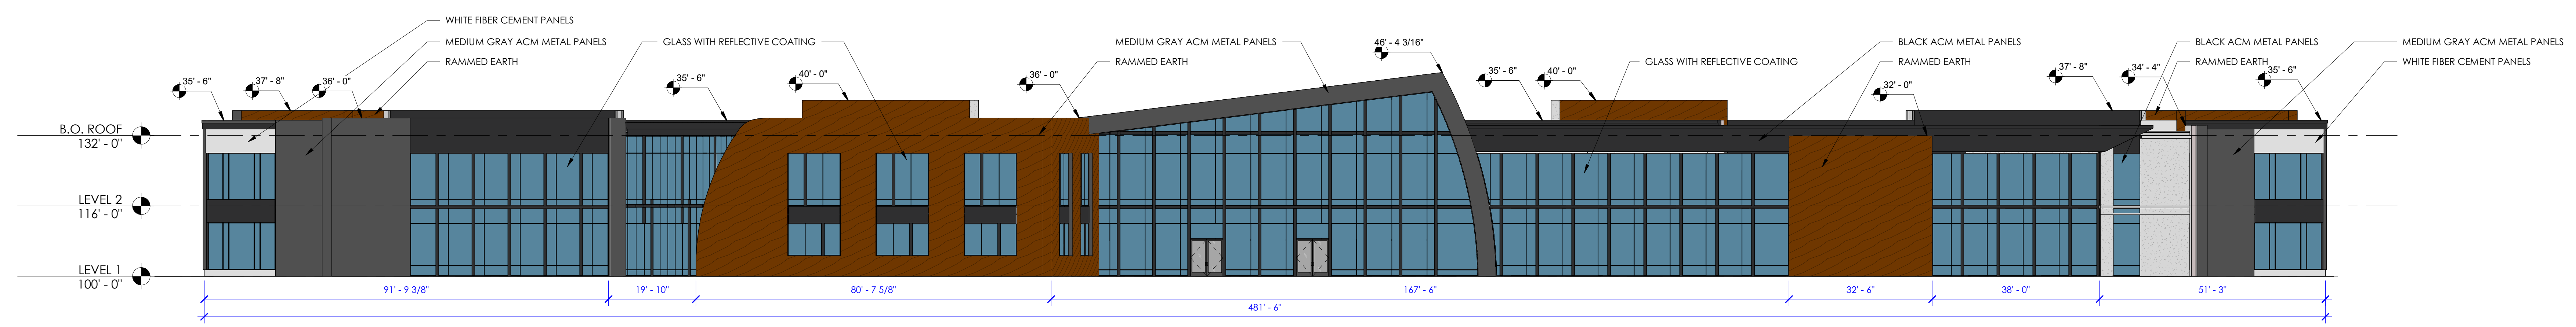 WHITE FIBER CEMENT PANELS
MEDIUM GRAY ACM METAL PANELS
RAMMED EARTH
GLASS WITH REFLECTIVE COATING
MEDIUM GRAY ACM METAL PANELS
RAMMED EARTH
GLASS WITH REFLECTIVE COATING
BLACK ACM METAL PANELS
RAMMED EARTH
BLACK ACM METAL PANELS
RAMMED EARTH
MEDIUM GRAY ACM METAL PANELS
WHITE FIBER CEMENT PANELS
35' - 6"
37' - 8"
36' - 0"
35' - 6"
40' - 0"
36' - 0"
46' - 4 3/16"
35' - 6"
40' - 0"
32' - 0"
37' - 8"
34' - 4"
35' - 6"
B.O. ROOF
132' - 0"
LEVEL 2
116' - 0"
LEVEL 1
100' - 0"
91' - 9 3/8"
19' - 10"
80' - 7 5/8"
167' - 6"
32' - 6"
38' - 0"
51' - 3"
481' - 6"